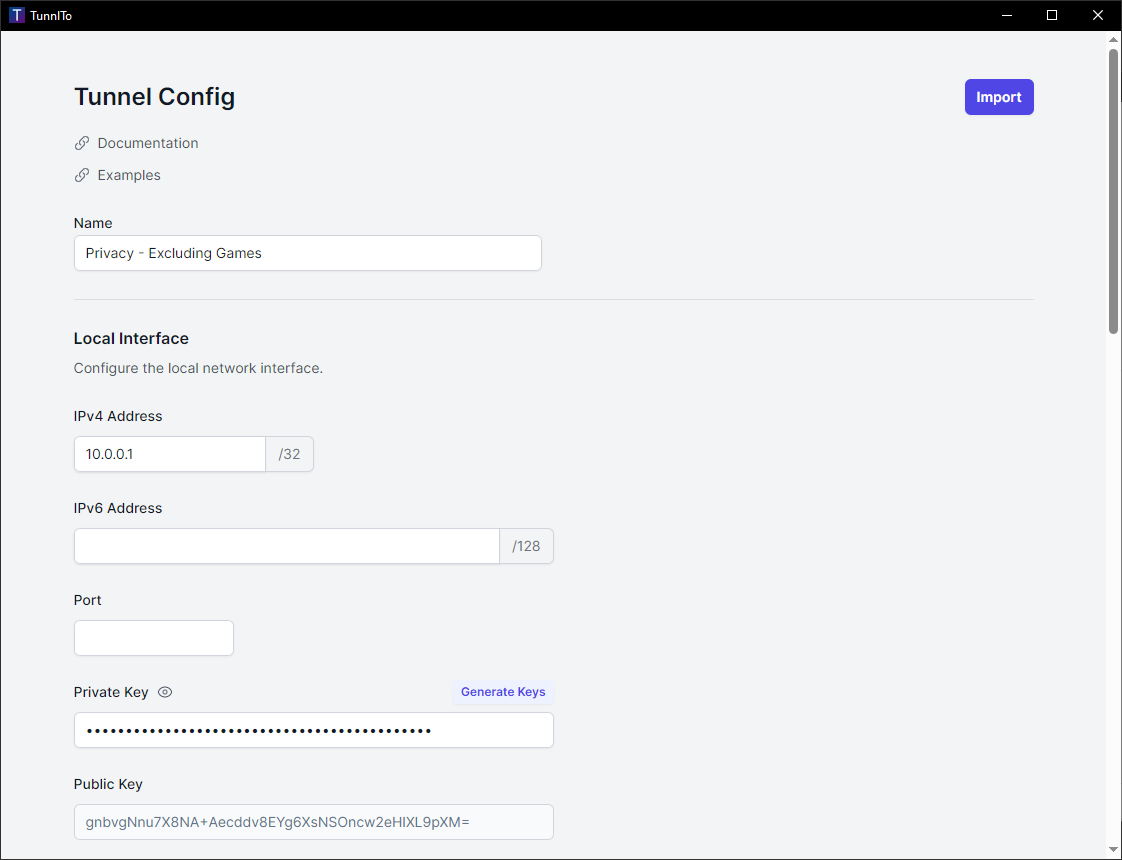 TunnlTo
Tunnel Config
Import
Documentation
Examples
Name
Privacy - Excluding Games
Local Interface
Configure the local network interface.
IPv4 Address
10.0.0.1 /32
IPv6 Address
/128
Port
Private Key Generate Keys
••••••••••••••••••••••••••••••••••••••••••••
Public Key
gnbvgNnu7X8NA+Aecddv8EYg6XsNSOncw2eHIXL9pXM=